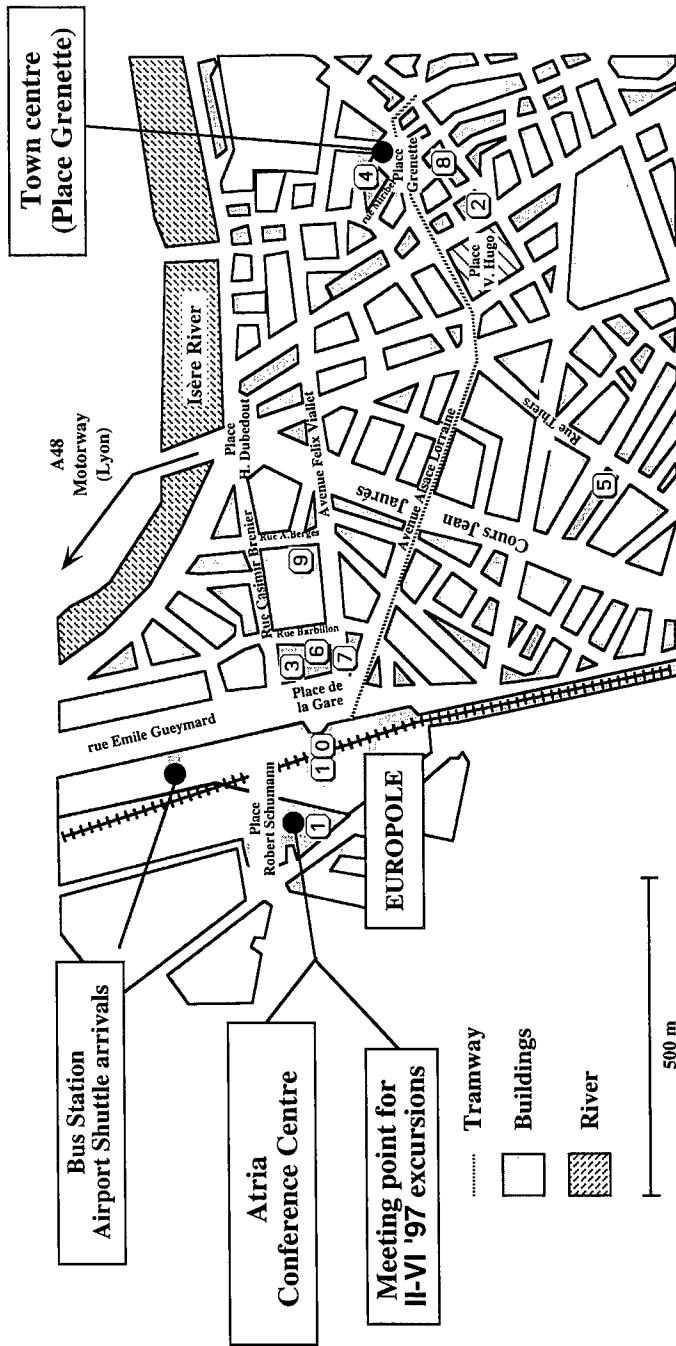 Town centre
(Place Grenette)
A48
Motorway
(Lyon)
Isère River
Bus Station
Airport Shuttle arrivals
Atria
Conference Centre
Meeting point for
II-VI '97 excursions
EUROPOLE
rue Emile Gueymard
Place
Robert Schumann
Place de
la Gare
Rue Barbillon
Rue Casimir Brenier
Rue A.Berges
Place
H. Dubedout
Avenue Felix Viallet
Avenue Alsace Lorraine
Cours Jean
Jaurés
Rue Thiers
Place
V. Hugo
Place
Grenette
rue Miribel
1
2
3
4
5
6
7
8
9
10
Tramway
Buildings
River
500 m